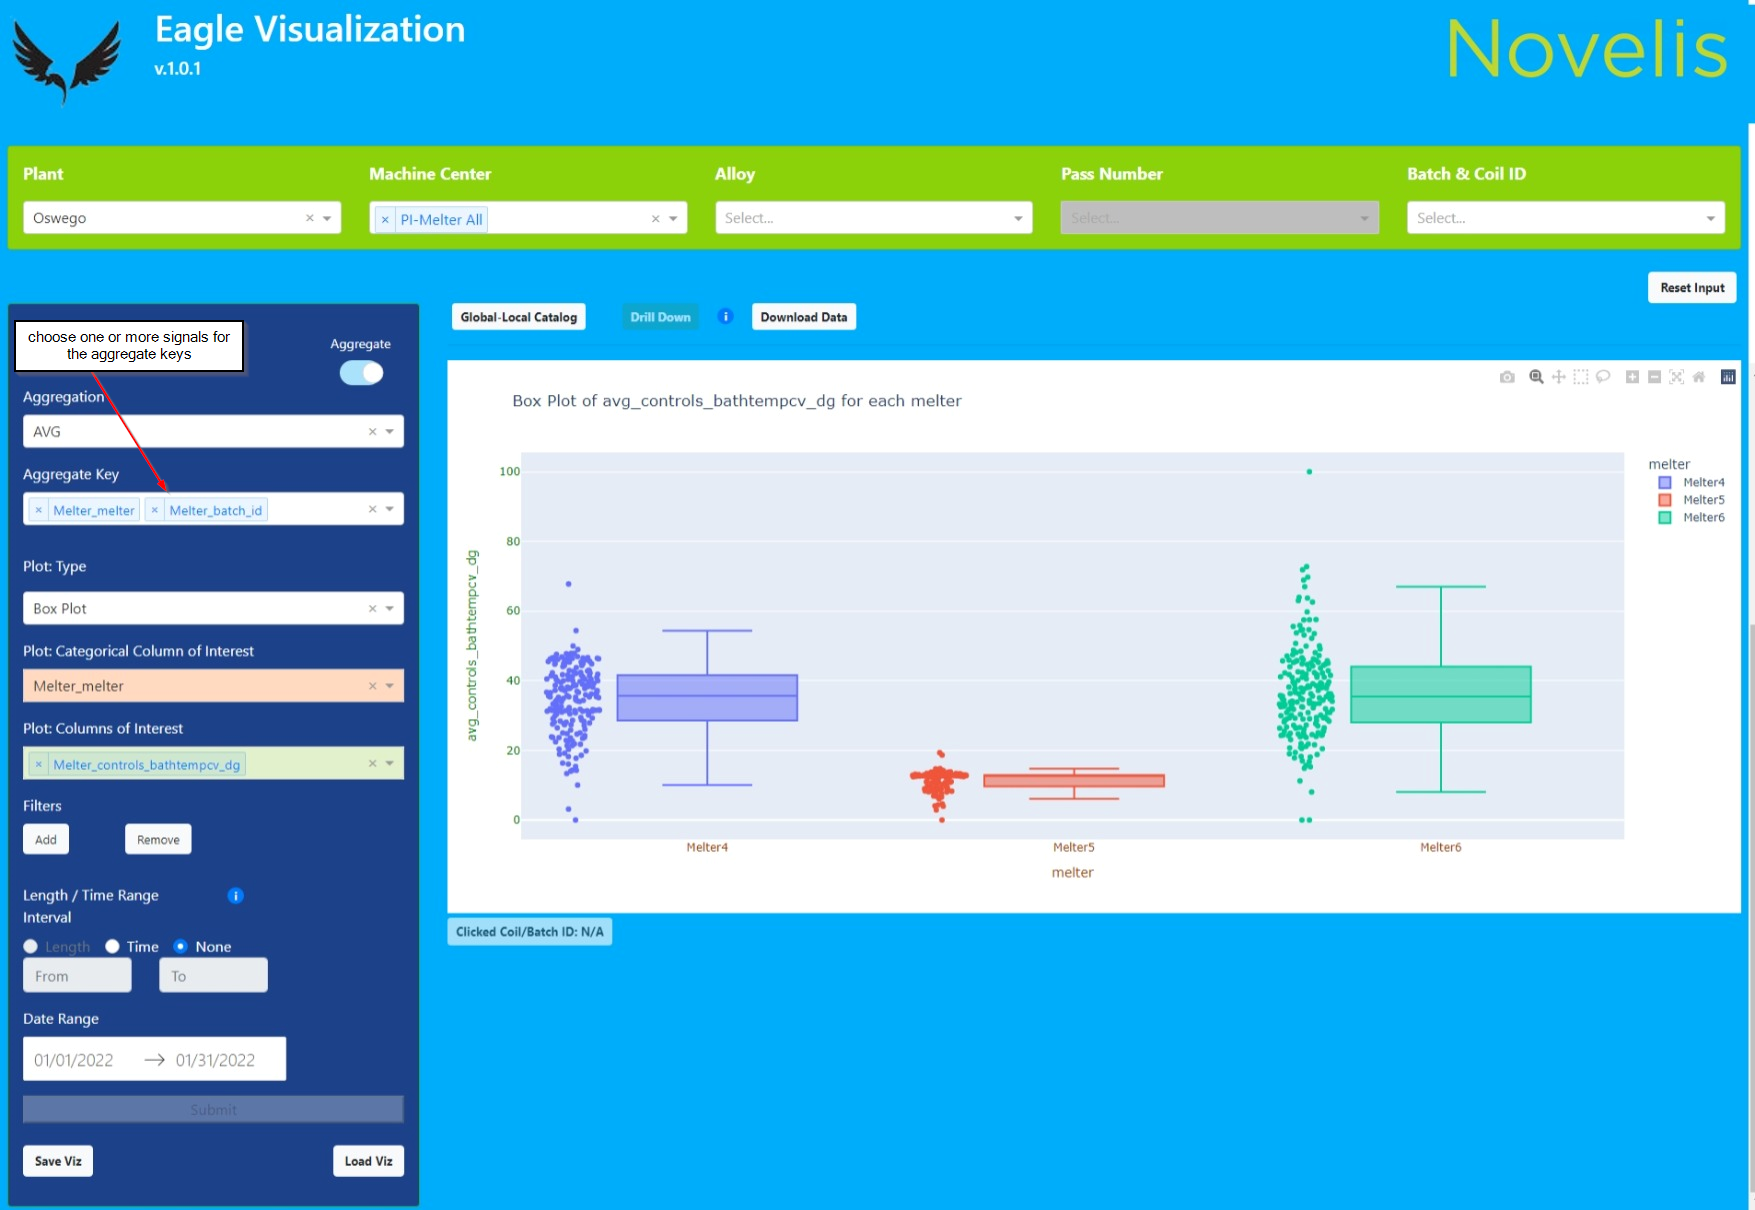 Eagle Visualization
v.1.0.1
Novelis
Plant
Machine Center
Alloy
Pass Number
Batch & Coil ID
Oswego × 
× PI-Melter All ×
Select...
Select...
Select...
Reset Input
Global-Local Catalog
Drill Down
i
Download Data
choose one or more signals for
the aggregate keys
Aggregate
Aggregation
AVG ×
Aggregate Key
× Melter_melter × Melter_batch_id ×
Plot: Type
Box Plot ×
Plot: Categorical Column of Interest
Melter_melter ×
Plot: Columns of Interest
× Melter_controls_bathtempcv_dg ×
Filters
Add
Remove
Length / Time Range
Interval
i
Length
Time
None
From
To
Date Range
01/01/2022 → 01/31/2022
Submit
Save Viz
Load Viz
Box Plot of avg_controls_bathtempcv_dg for each melter
avg_controls_bathtempcv_dg
100
80
60
40
20
0
Melter4
Melter5
Melter6
melter
melter
Melter4
Melter5
Melter6
Clicked Coil/Batch ID: N/A